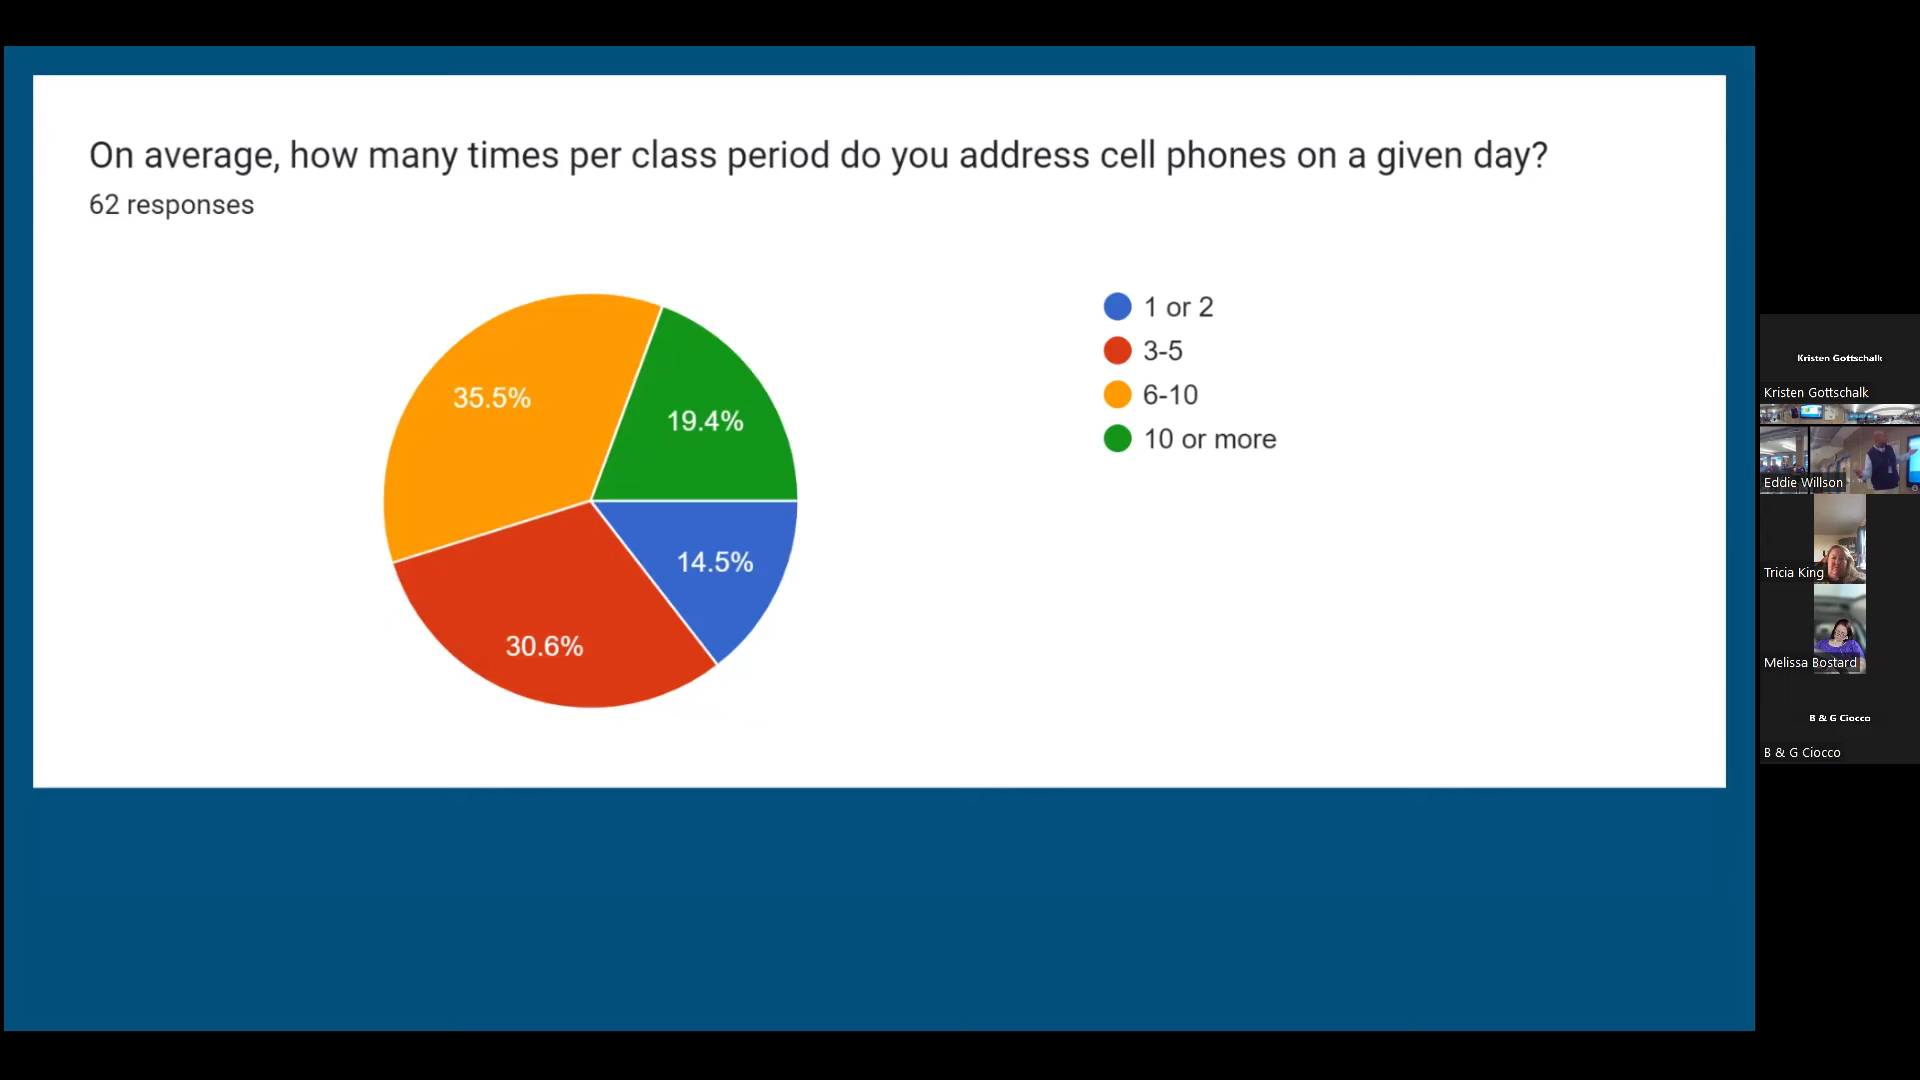 On average, how many times per class period do you address cell phones on a given day?
62 responses
35.5%
19.4%
14.5%
30.6%
1 or 2
3-5
6-10
10 or more
Kristen Gottschalk
Kristen Gottschalk
Eddie Willson
Tricia King
Melissa Bostard
B & G Ciocco
B & G Ciocco